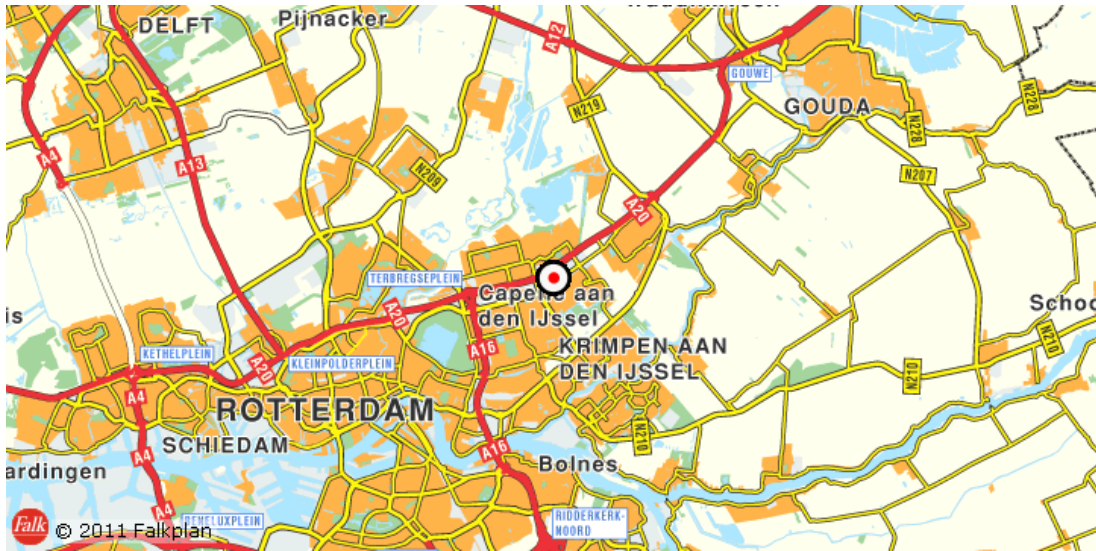 DELFT
Pijnacker
A12
GOUWE
GOUDA
N219
N228
N228
A4
A13
N209
N207
A20
TERBREGSEPLEIN
Capelle aan
den IJssel
A20
A16
KRIMPEN AAN
DEN IJSSEL
Schoo
N210
is
KETHELPLEIN
A20
KLEINPOLDERPLEIN
N210
A4
ROTTERDAM
SCHIEDAM
N210
A16
Bolnes
ardingen
A4
A4
BENELUXPLEIN
RIDDERKERK-
NOORD
Falk © 2011 Falkplan